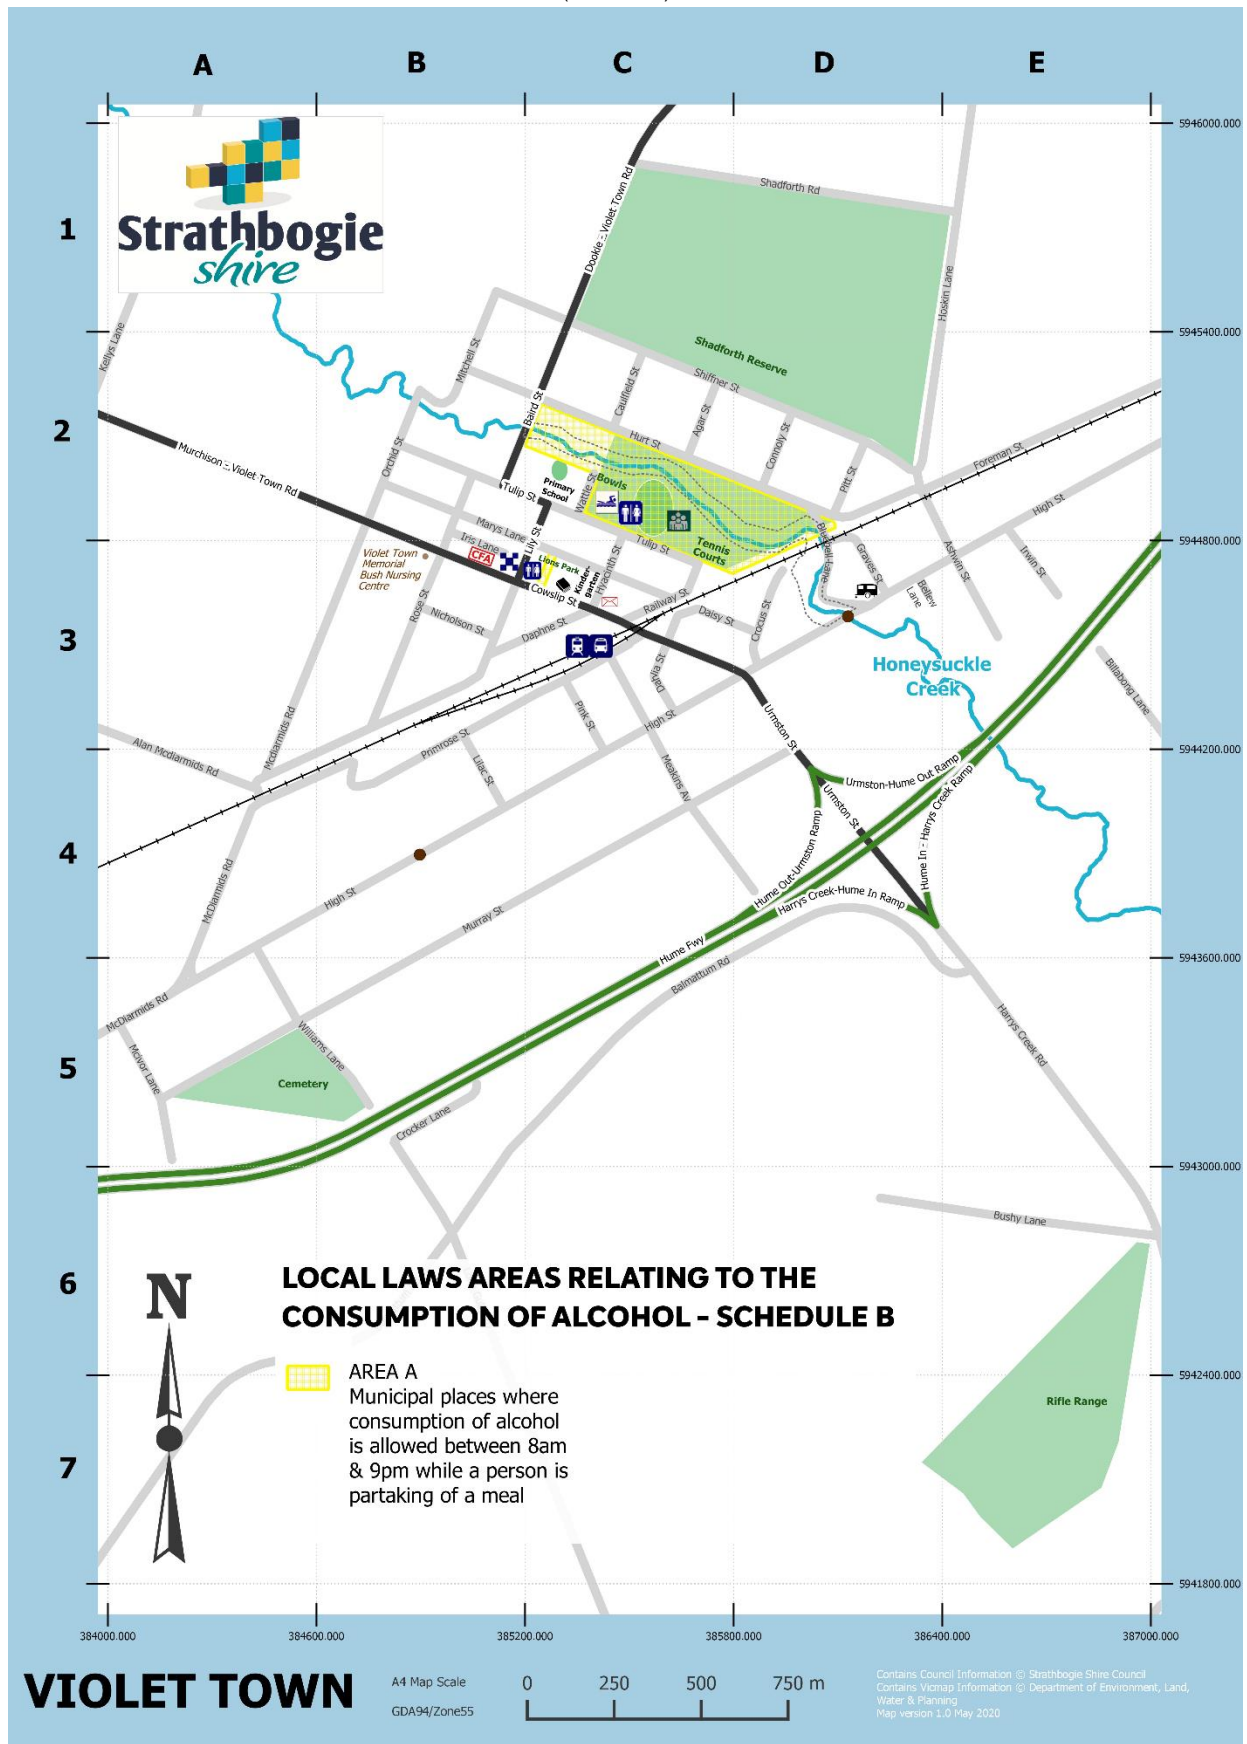 A
B
C
D
E
5946000.000
Strathbogie
shire
1
Shadforth Rd
Dookie - Violet Town Rd
Hoskin Lane
Kellys Lane
5945400.000
Mitchell St
Shadforth Reserve
Shiffner St
Caulfield St
Baird St
Agar St
2
Hurt St
Connoly St
Orchid St
Foreman St
Murchison - Violet Town Rd
Pitt St
Bowls
Primary
School
Wattle St
Tulip St
High St
Marys Lane
Iris Lane
Lily St
Tulip St
Tennis
Courts
Bluebell Lane
Graves St
Ashwin St
Irwin St
5944800.000
Violet Town
Memorial
Bush Nursing
Centre
CFA
Lions Park
Kinder-
garten
Hyacinth St
Cowslip St
Railway St
Bellew
Lane
Rose St
Nicholson St
Daphne St
Daisy St
Crocus St
3
Honeysuckle
Creek
Dahlia St
Billabong Lane
Pink St
High St
Urmston St
Mcdiarmids Rd
Alan Mcdiarmids Rd
Primrose St
5944200.000
Lilac St
Meakins Av
Urmston-Hume Out Ramp
Urmston St
Hume In - Harrys Creek Ramp
4
Hume Out-Urmston Ramp
McDiarmids Rd
High St
Harrys Creek-Hume In Ramp
Murray St
Hume Fwy
5943600.000
Balmattum Rd
McDiarmids Rd
Harrys Creek Rd
McIvor Lane
Williams Lane
5
Cemetery
Crocker Lane
5943000.000
Bushy Lane
6
N
LOCAL LAWS AREAS RELATING TO THE
CONSUMPTION OF ALCOHOL - SCHEDULE B
AREA A
Municipal places where
consumption of alcohol
is allowed between 8am
& 9pm while a person is
partaking of a meal
5942400.000
Rifle Range
7
5941800.000
384000.000
384600.000
385200.000
385800.000
386400.000
387000.000
VIOLET TOWN
A4 Map Scale
GDA94/Zone55
0
250
500
750 m
Contains Council Information © Strathbogie Shire Council
Contains Vicmap Information © Department of Environment, Land,
Water & Planning
Map version 1.0 May 2020